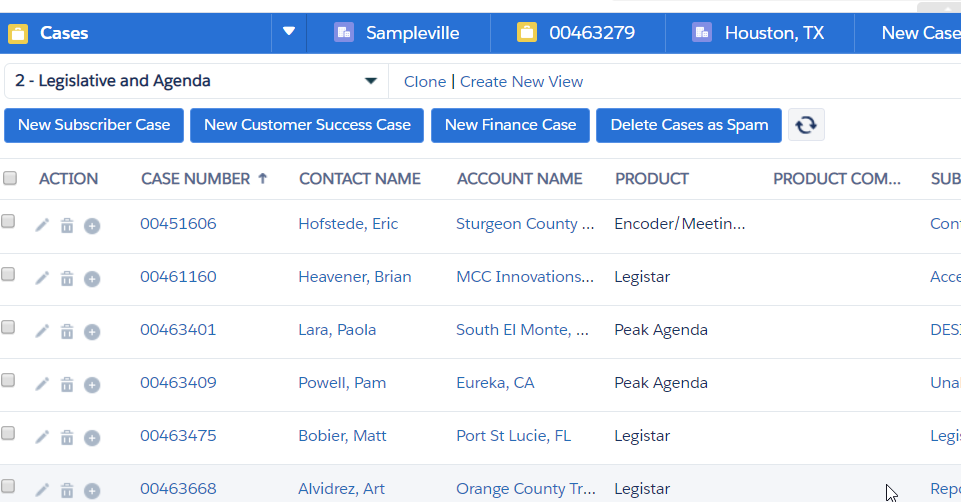 Cases Sampleville 00463279 Houston, TX New Case
2 - Legislative and Agenda Clone | Create New View
New Subscriber Case New Customer Success Case New Finance Case Delete Cases as Spam
ACTION CASE NUMBER ↑ CONTACT NAME ACCOUNT NAME PRODUCT PRODUCT COM... SUB
00451606 Hofstede, Eric Sturgeon County ... Encoder/Meetin... Con
00461160 Heavener, Brian MCC Innovations... Legistar Acce
00463401 Lara, Paola South El Monte, ... Peak Agenda DES
00463409 Powell, Pam Eureka, CA Peak Agenda Una
00463475 Bobier, Matt Port St Lucie, FL Legistar Legi
00463668 Alvidrez, Art Orange County Tr... Legistar Repo